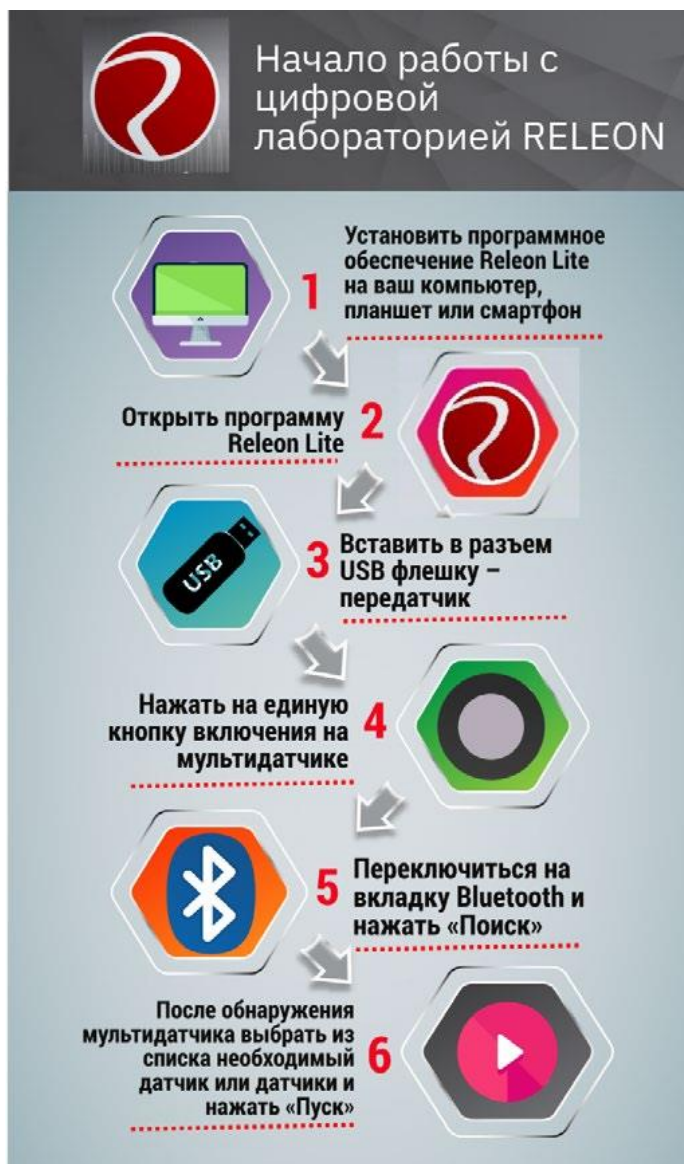 Начало работы с
цифровой
лабораторией RELEON
1
Установить программное
обеспечение Releon Lite
на ваш компьютер,
планшет или смартфон
Открыть программу
Releon Lite
2
USB
3
Вставить в разъем
USB флешку –
передатчик
Нажать на единую
кнопку включения на
мультидатчике
4
5
Переключиться на
вкладку Bluetooth и
нажать «Поиск»
После обнаружения
мультидатчика выбрать из
списка необходимый
датчик или датчики и
нажать «Пуск»
6